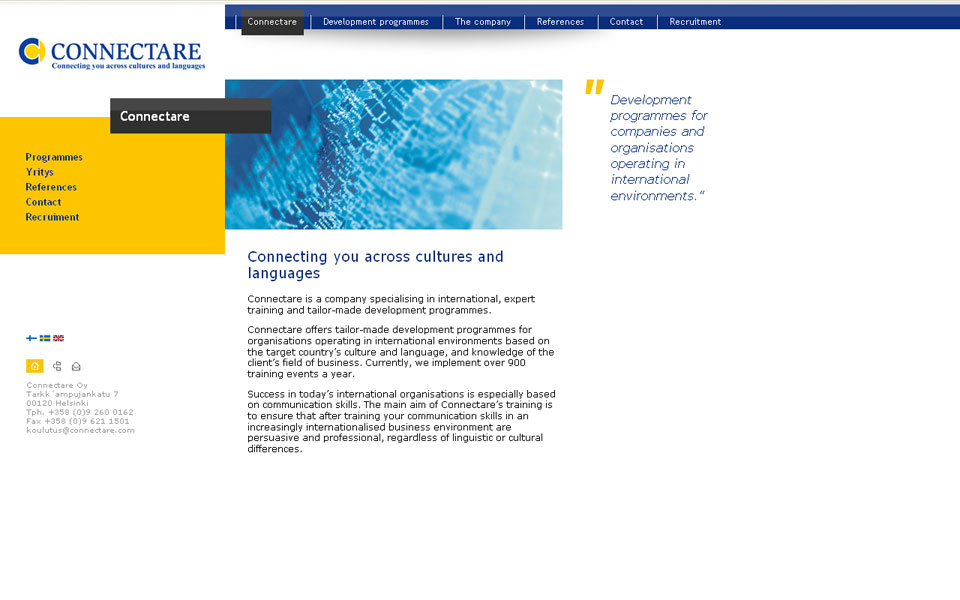 Connectare
Development programmes
The company
References
Contact
Recruitment
CONNECTARE
Connecting you across cultures and languages
Connectare
Programmes
Yritys
References
Contact
Recruiment
"
Development
programmes for
companies and
organisations
operating in
international
environments."
Connecting you across cultures and
languages
Connectare is a company specialising in international, expert
training and tailor-made development programmes.
Connectare offers tailor-made development programmes for
organisations operating in international environments based on
the target country's culture and language, and knowledge of the
client's field of business. Currently, we implement over 900
training events a year.
Success in today's international organisations is especially based
on communication skills. The main aim of Connectare's training is
to ensure that after training your communication skills in an
increasingly internationalised business environment are
persuasive and professional, regardless of linguistic or cultural
differences.
Connectare Oy
Tarkk´ampujankatu 7
00120 Helsinki
Tph. +358 (0)9 260 0162
Fax +358 (0)9 621 1501
koulutus@connectare.com